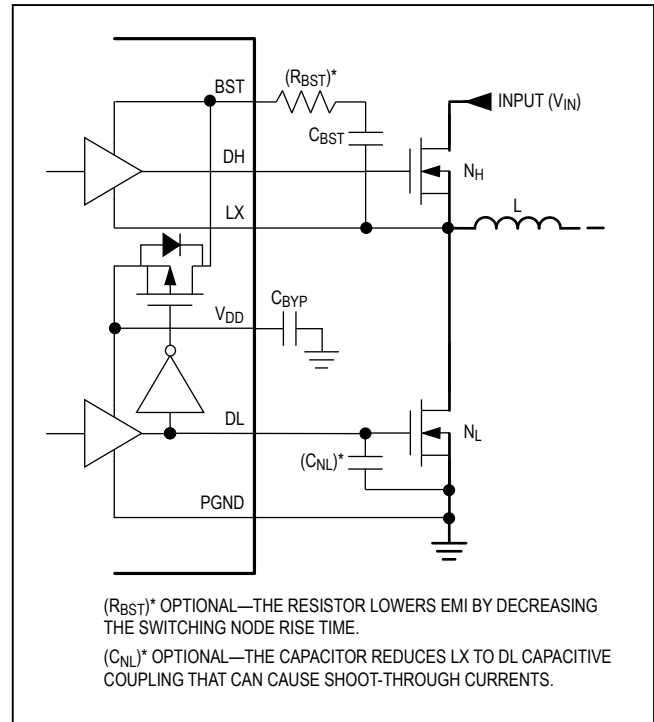 BST
(RBST)*
INPUT (VIN)
CBST
DH
NH
LX
L
CBYP
VDD
DL
NL
(CNL)*
PGND
(RBST)* OPTIONAL—THE RESISTOR LOWERS EMI BY DECREASING
THE SWITCHING NODE RISE TIME.
(CNL)* OPTIONAL—THE CAPACITOR REDUCES LX TO DL CAPACITIVE
COUPLING THAT CAN CAUSE SHOOT-THROUGH CURRENTS.